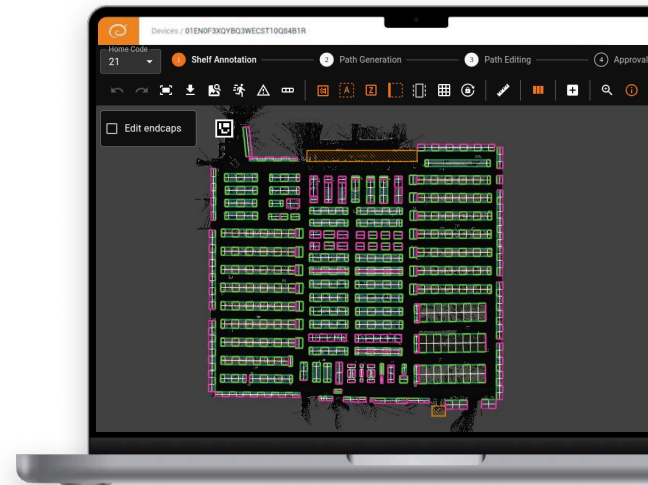 Devices / 01EN0F3XQYBQ3WECST10Q84B1R
Home Code
21
1 Shelf Annotation
2 Path Generation
3 Path Editing
4 Approval
A
Z
Edit endcaps